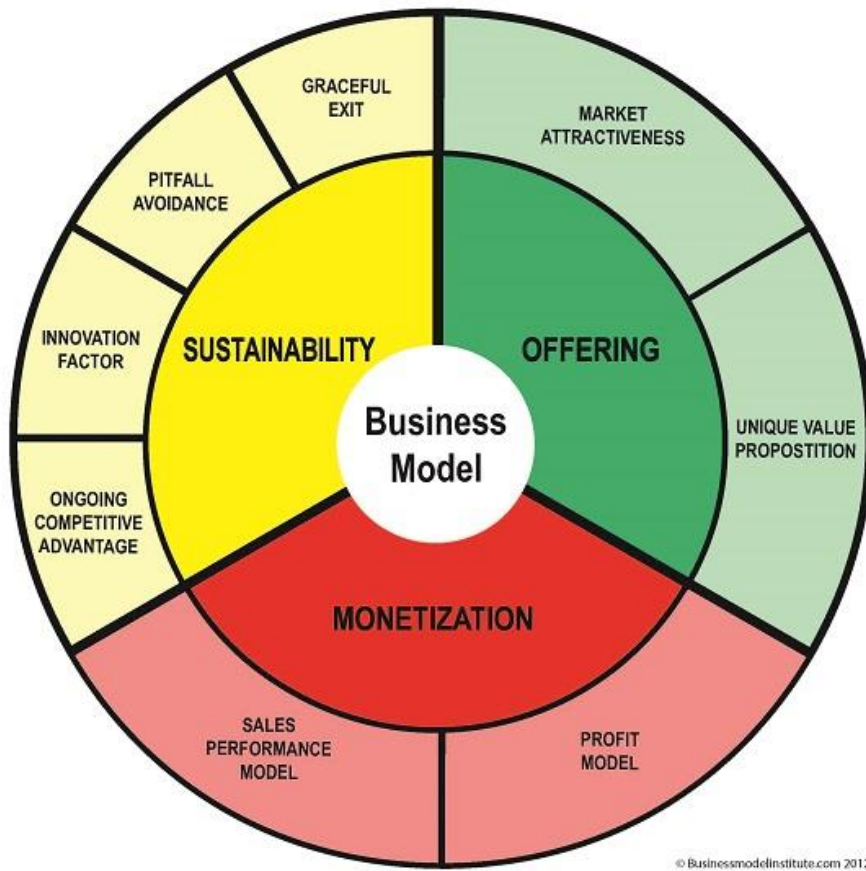 GRACEFUL
EXIT
MARKET
ATTRACTIVENESS
PITFALL
AVOIDANCE
INNOVATION
FACTOR
SUSTAINABILITY
OFFERING
Business
Model
UNIQUE VALUE
PROPOSTITION
ONGOING
COMPETITIVE
ADVANTAGE
MONETIZATION
SALES
PERFORMANCE
MODEL
PROFIT
MODEL
© Businessmodelinstitute.com 2012